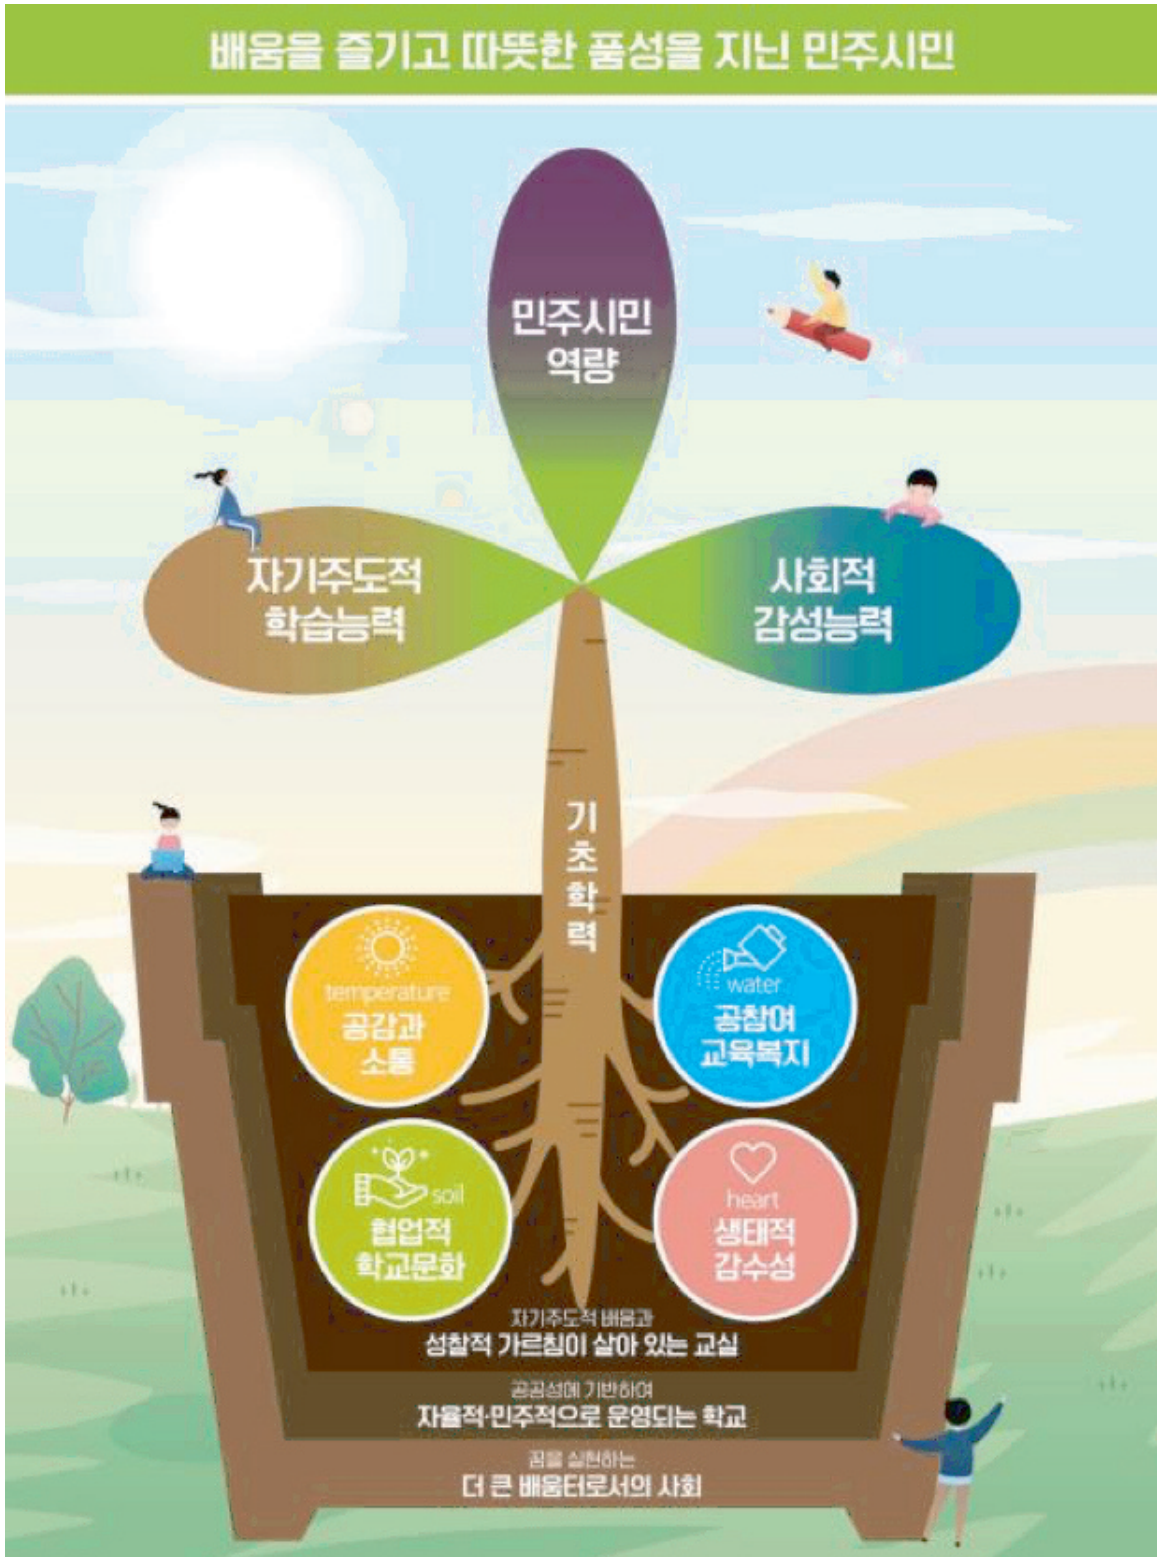 배움을 즐기고 따뜻한 품성을 지닌 민주시민
민주시민
역량
자기주도적
학습능력
사회적
감성능력
기초학력
temperature
공감과
소통
water
공참여
교육복지
soil
협업적
학교문화
heart
생태적
감수성
자기주도적 배움과
성찰적 가르침이 살아 있는 교실
공공성에 기반하여
자율적·민주적으로 운영되는 학교
꿈을 실현하는
더 큰 배움터로서의 사회